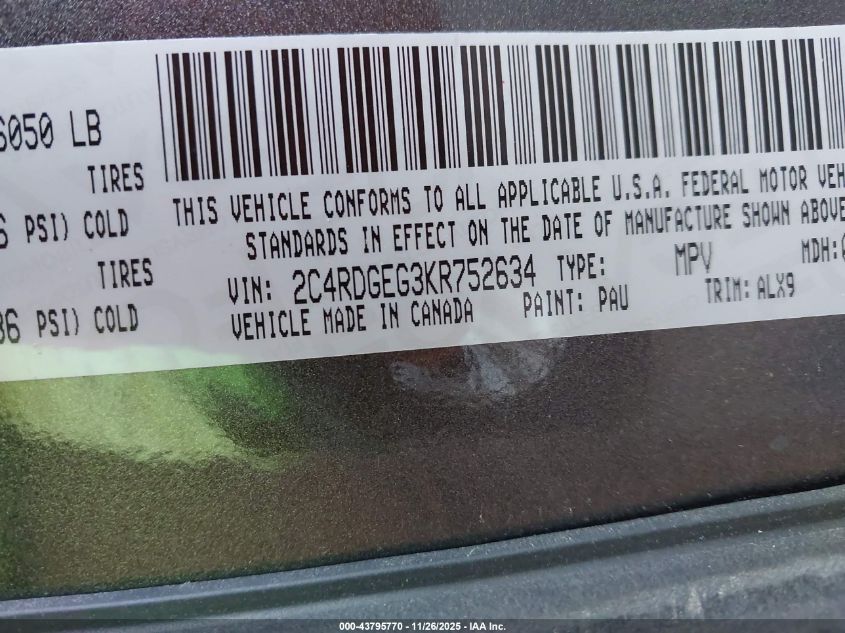 6050 LB
TIRES
PSI) COLD
TIRES
36 PSI) COLD
THIS VEHICLE CONFORMS TO ALL APPLICABLE U.S.A. FEDERAL MOTOR VEH
STANDARDS IN EFFECT ON THE DATE OF MANUFACTURE SHOWN ABOVE
VIN: 2C4RDGEG3KR752634 TYPE: MPV MDH:
VEHICLE MADE IN CANADA PAINT: PAU TRIM: ALX9
000-43795770 - 11/26/2025 - IAA Inc.